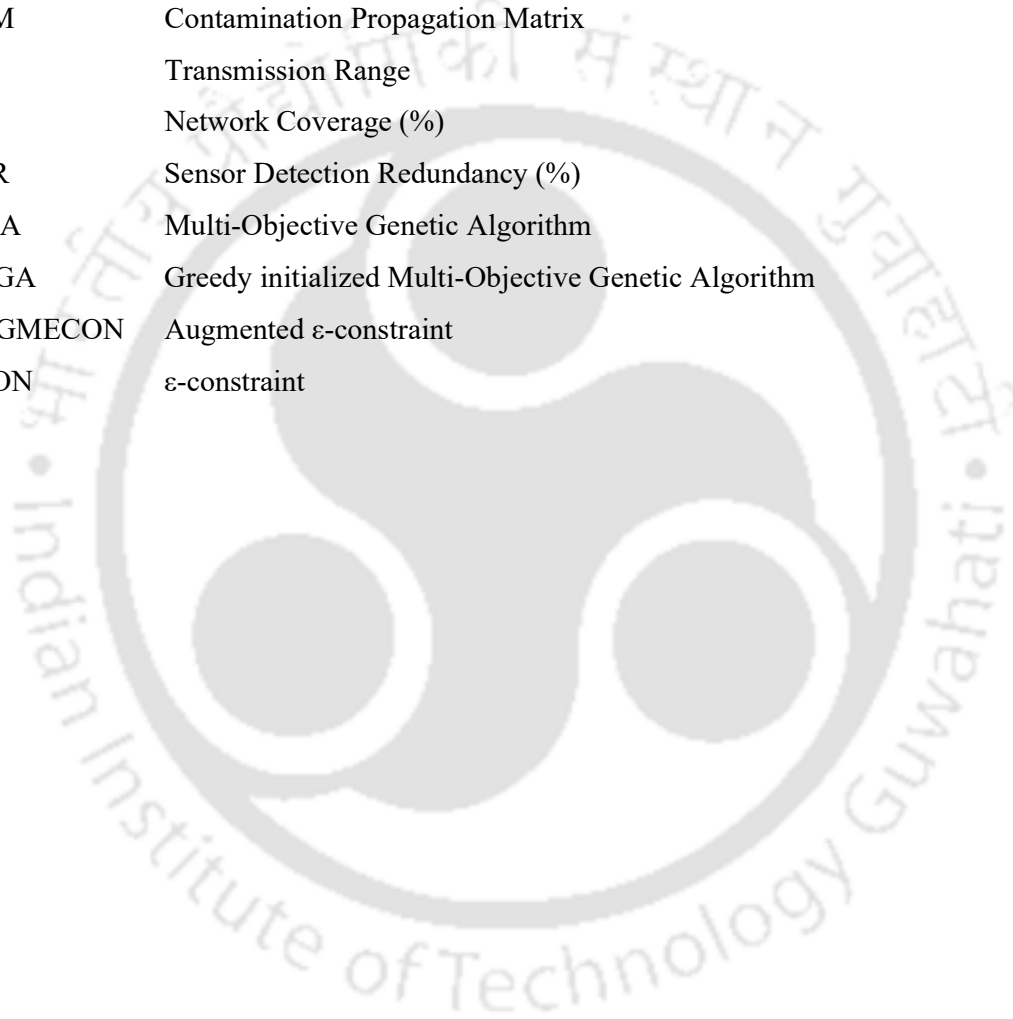 M Contamination Propagation Matrix
Transmission Range
Network Coverage (%)
R Sensor Detection Redundancy (%)
A Multi-Objective Genetic Algorithm
GA Greedy initialized Multi-Objective Genetic Algorithm
GMECON Augmented ε-constraint
ON ε-constraint
भारतीय प्रौद्योगिकी संस्थान गुवाहाटी
Indian Institute of Technology Guwahati